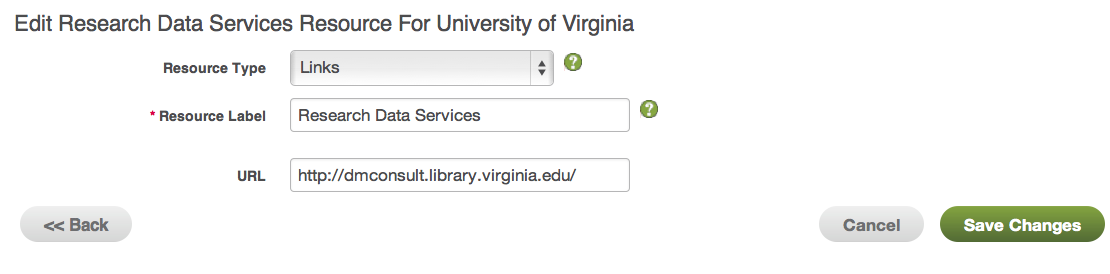 Edit Research Data Services Resource For University of Virginia
Resource Type Links ?
* Resource Label Research Data Services ?
URL http://dmconsult.library.virginia.edu/
<< Back Cancel Save Changes